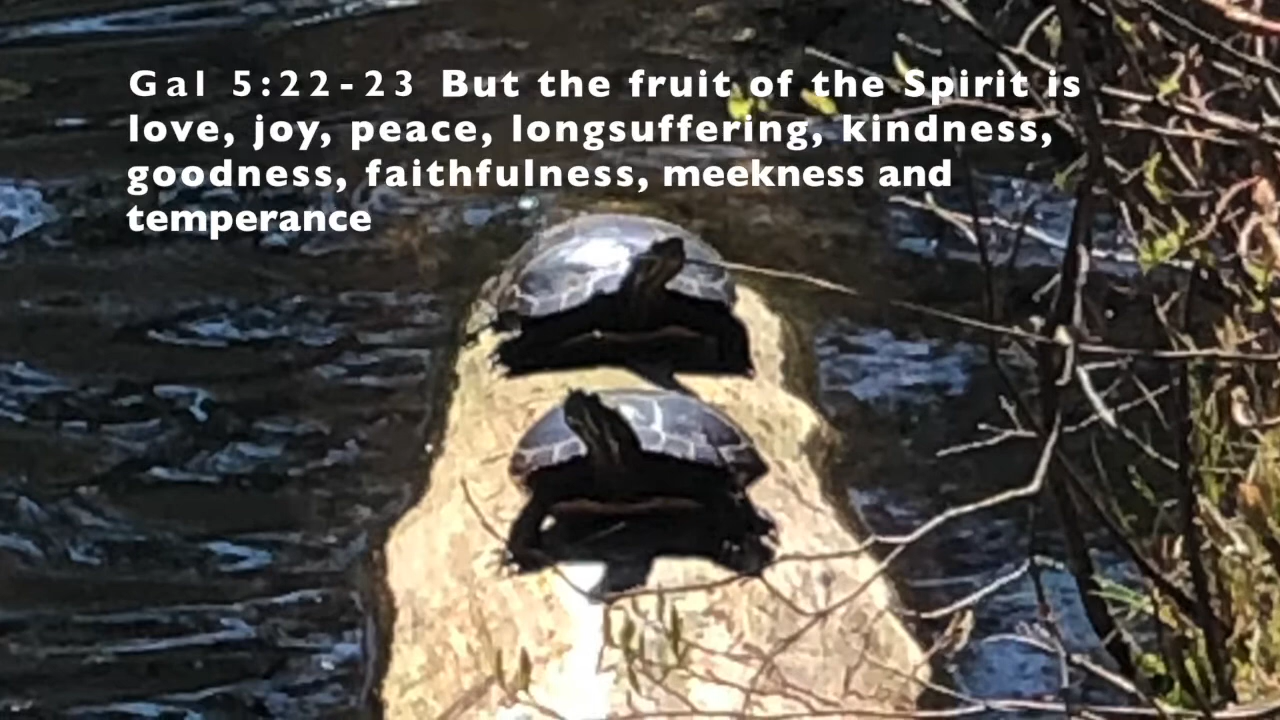 Gal 5:22-23 But the fruit of the Spirit is
love, joy, peace, longsuffering, kindness,
goodness, faithfulness, meekness and
temperance